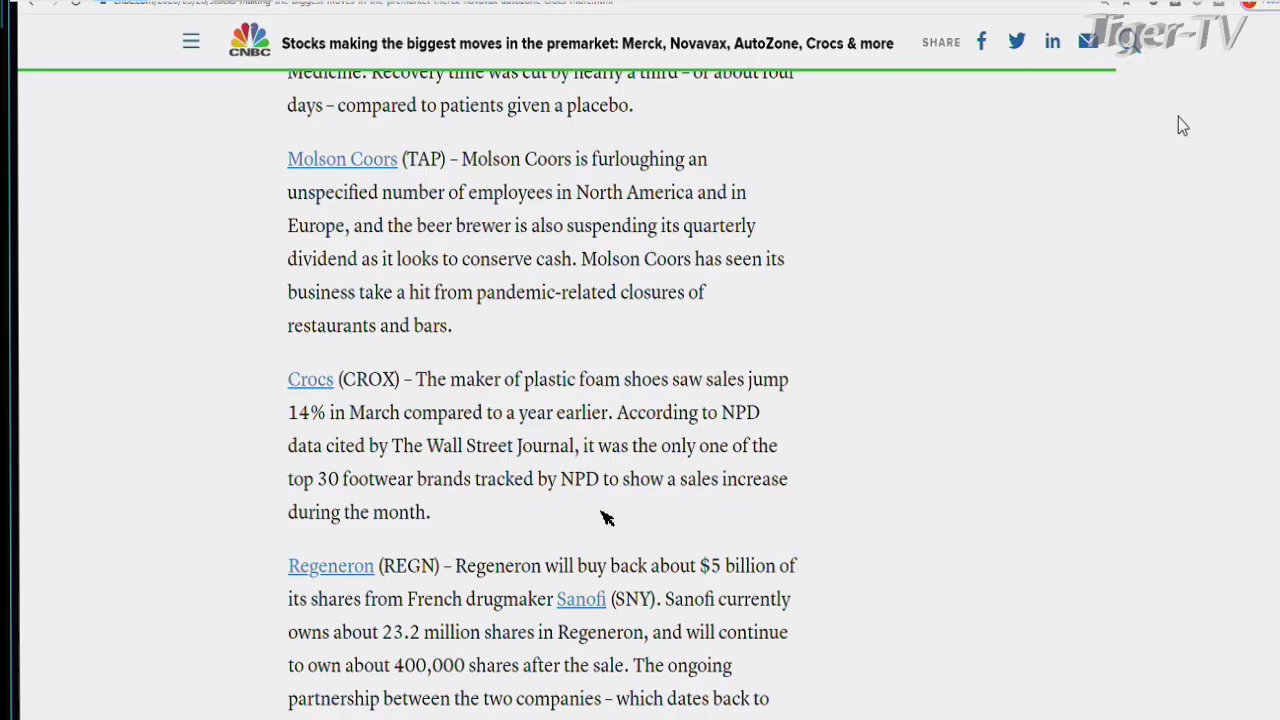 CNBC
Stocks making the biggest moves in the premarket: Merck, Novavax, AutoZone, Crocs & more
SHARE
Tiger-TV
Medicine. Recovery time was cut by nearly a third – or about four
days – compared to patients given a placebo.
Molson Coors (TAP) – Molson Coors is furloughing an
unspecified number of employees in North America and in
Europe, and the beer brewer is also suspending its quarterly
dividend as it looks to conserve cash. Molson Coors has seen its
business take a hit from pandemic-related closures of
restaurants and bars.
Crocs (CROX) – The maker of plastic foam shoes saw sales jump
14% in March compared to a year earlier. According to NPD
data cited by The Wall Street Journal, it was the only one of the
top 30 footwear brands tracked by NPD to show a sales increase
during the month.
Regeneron (REGN) – Regeneron will buy back about $5 billion of
its shares from French drugmaker Sanofi (SNY). Sanofi currently
owns about 23.2 million shares in Regeneron, and will continue
to own about 400,000 shares after the sale. The ongoing
partnership between the two companies – which dates back to